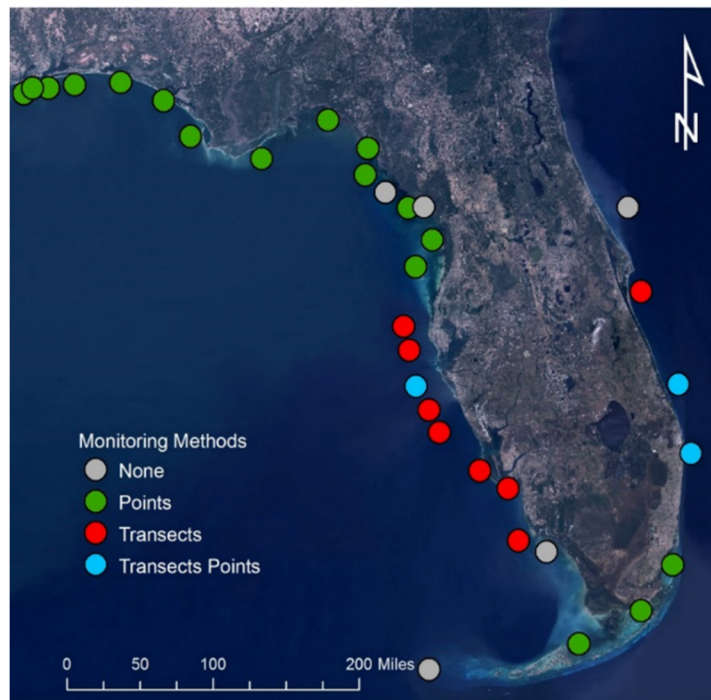 N
Monitoring Methods
None
Points
Transects
Transects Points
0 50 100 200 Miles